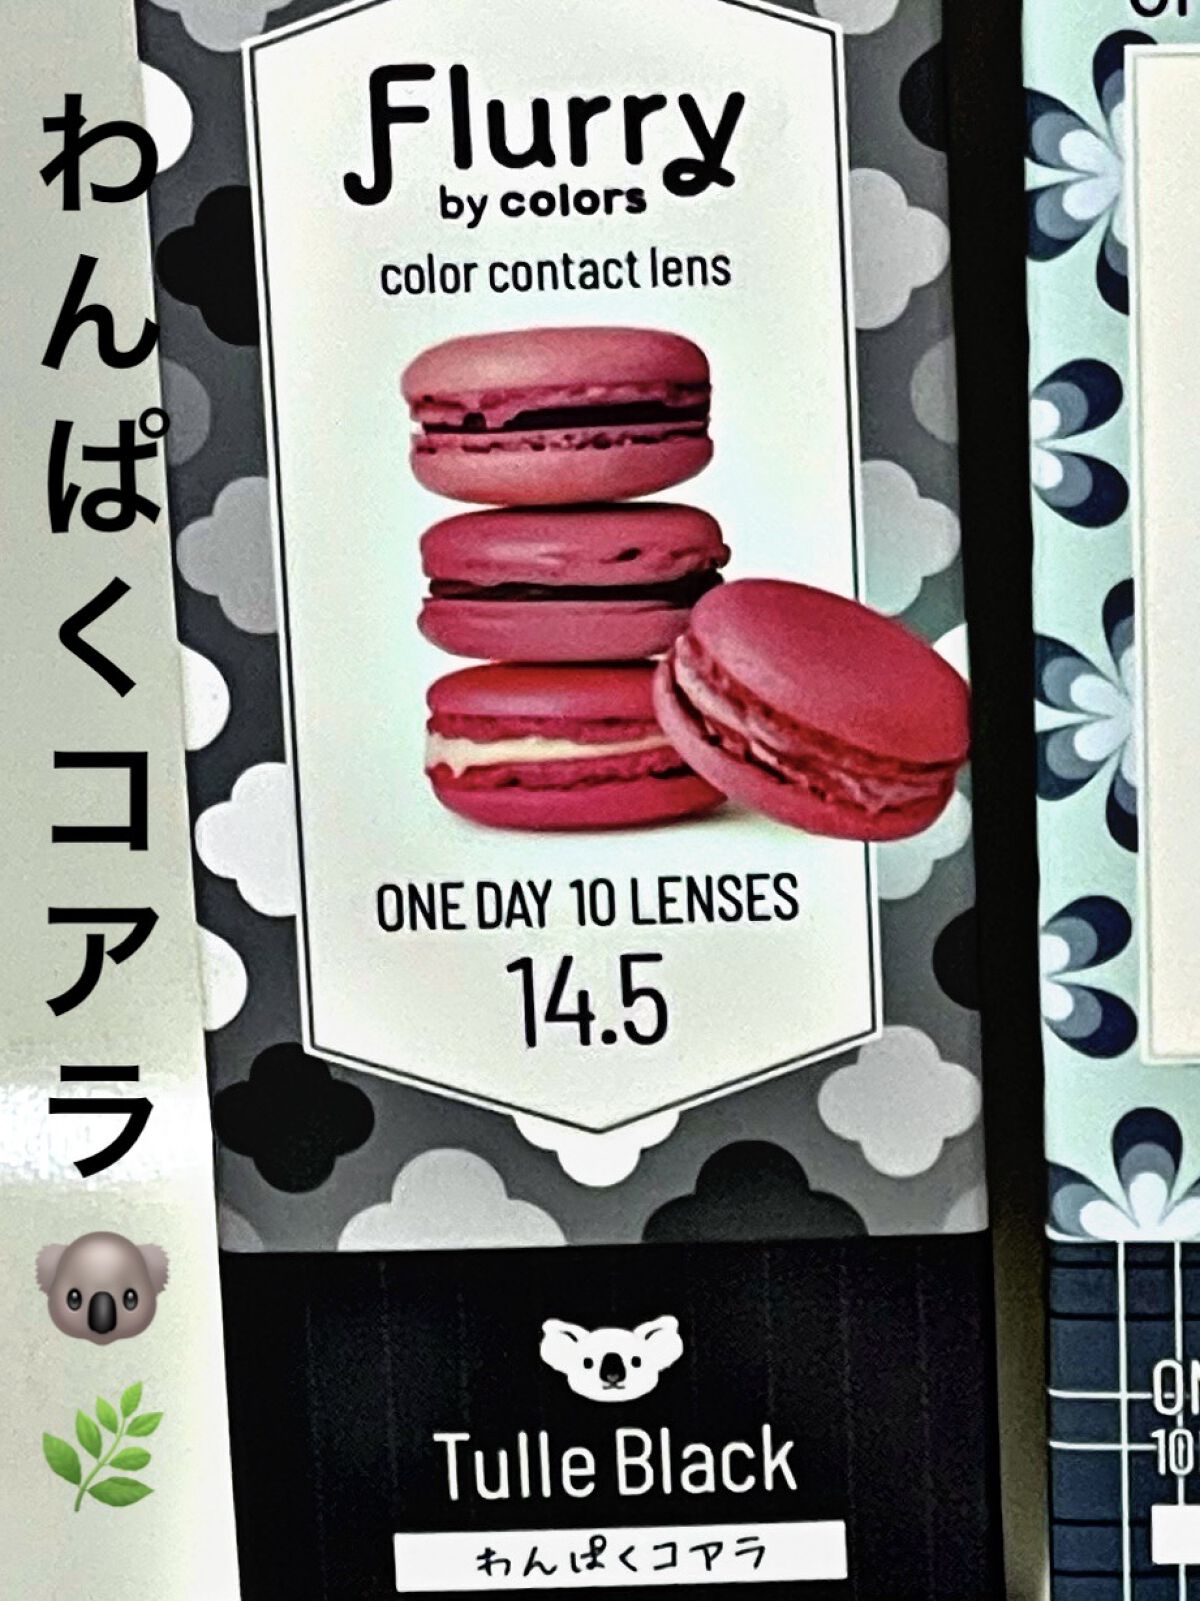 わんぱくコアラ🐨🌿
Flurry
by colors
color contact lens
ONE DAY 10 LENSES
14.5
Tulle Black
わんぱくコアラ
10